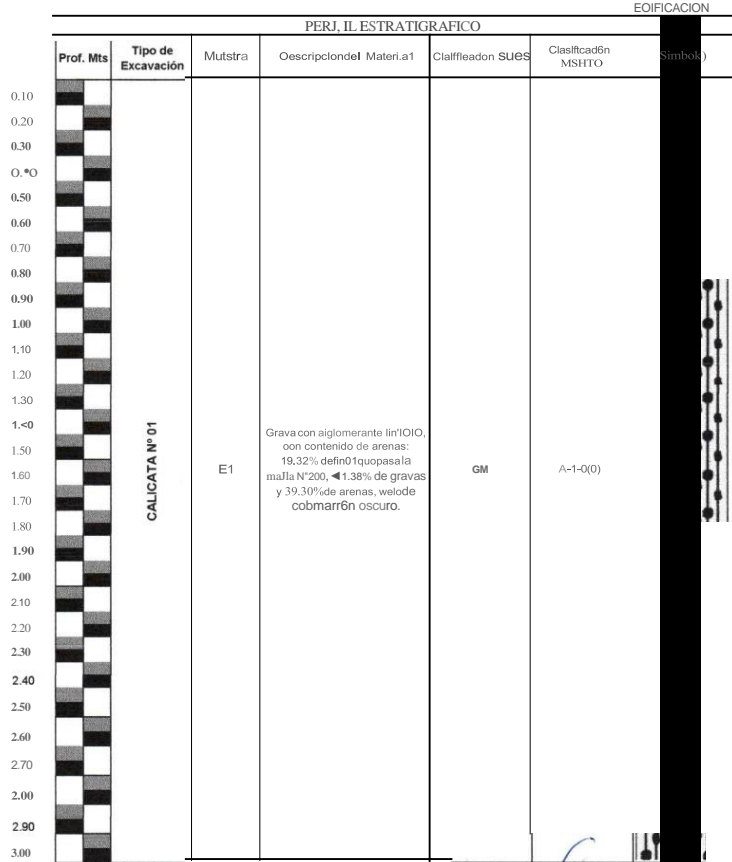 EOIFICACION
PERJ, IL ESTRATIGRAFICO
Prof. Mts
Tipo de
Excavación
Mutstra
Oescripclondel Materi.a1
Clalffleadon sues
Claslftcad6n
MSHTO
Simbok)
0.10
0.20
0.30
O.•O
0.50
0.60
0.70
0.80
0.90
1.00
1,10
1.20
1.30
1.<0
1.50
1.60
1.70
1.80
1.90
2.00
2.10
2.20
2.30
2.40
2.50
2.60
2.70
2.00
2.90
3.00
CALICATA Nº 01
E1
Grava con aiglomerante lin'IOIO,
oon contenido de arenas:
19,32% defin01quopasala
maJla N°200, ◄1.38% de gravas
y 39.30%de arenas, welode
cobmarr6n oscuro.
GM
A-1-0(0)